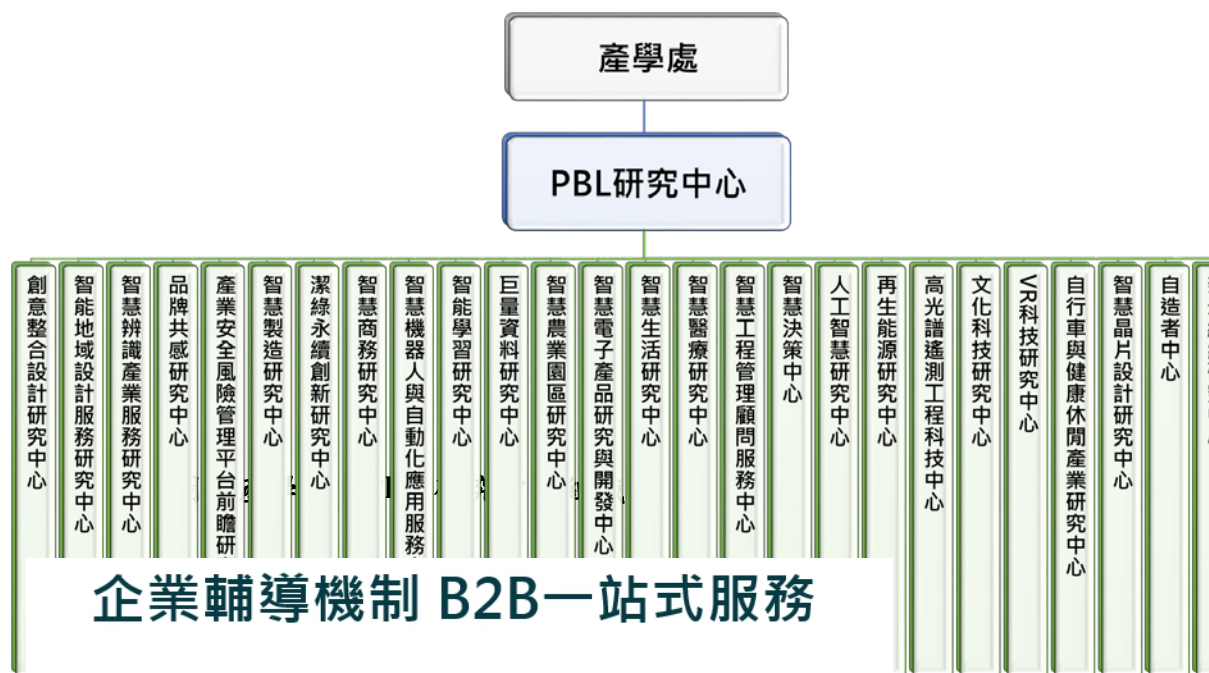 產學處
PBL研究中心
創意整合設計研究中心
智能地域設計服務研究中心
智慧辨識產業服務研究中心
品牌共感研究中心
產業安全風險管理平台前瞻研
智慧製造研究中心
潔綠永續創新研究中心
智慧商務研究中心
智慧機器人與自動化應用服務
智能學習研究中心
巨量資料研究中心
智慧農業園區研究中心
智慧電子產品研究與開發中心
智慧生活研究中心
智慧醫療研究中心
智慧工程管理顧問服務中心
智慧決策中心
人工智慧研究中心
再生能源研究中心
高光譜遙測工程科技中心
文化科技研究中心
VR科技研究中心
自行車與健康休閒產業研究中心
智慧晶片設計研究中心
自造者中心
企業輔導機制 B2B一站式服務